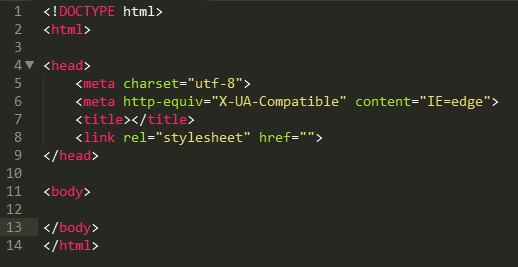 1 <!DOCTYPE html>
2 <html>
3
4 <head>
5     <meta charset="utf-8">
6     <meta http-equiv="X-UA-Compatible" content="IE=edge">
7     <title></title>
8     <link rel="stylesheet" href="">
9 </head>
10
11 <body>
12
13 </body>
14 </html>